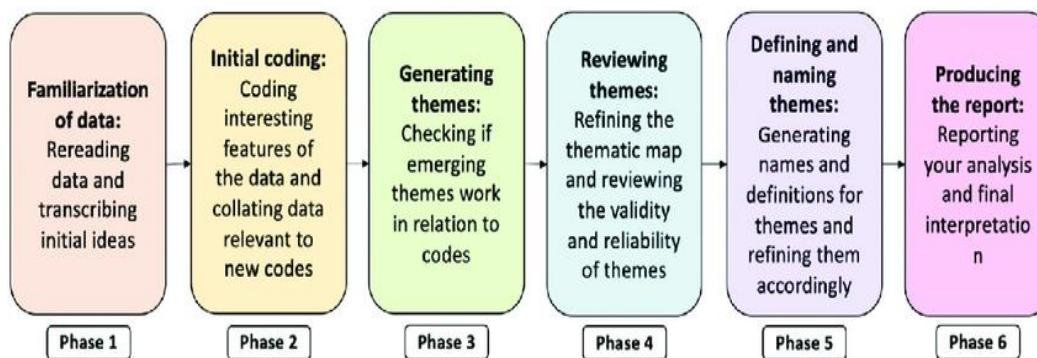 Familiarization
of data:
Rereading
data and
transcribing
initial ideas
Initial coding:
Coding
interesting
features of
the data and
collating data
relevant to
new codes
Generating
themes:
Checking if
emerging
themes work
in relation to
codes
Reviewing
themes:
Refining the
thematic map
and reviewing
the validity
and reliability
of themes
Defining and
naming
themes:
Generating
names and
definitions for
themes and
refining them
accordingly
Producing
the report:
Reporting
your analysis
and final
interpretatio
n
Phase 1
Phase 2
Phase 3
Phase 4
Phase 5
Phase 6